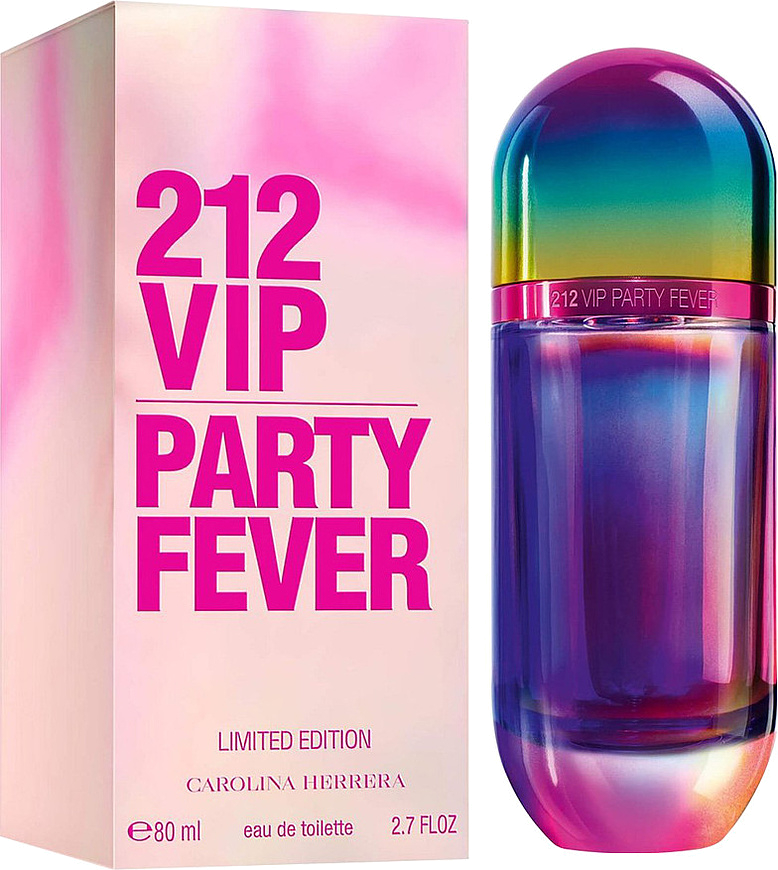 212
VIP
PARTY
FEVER
LIMITED EDITION
CAROLINA HERRERA
℮80 ml eau de toilette 2.7 FLOZ
212 VIP PARTY FEVER